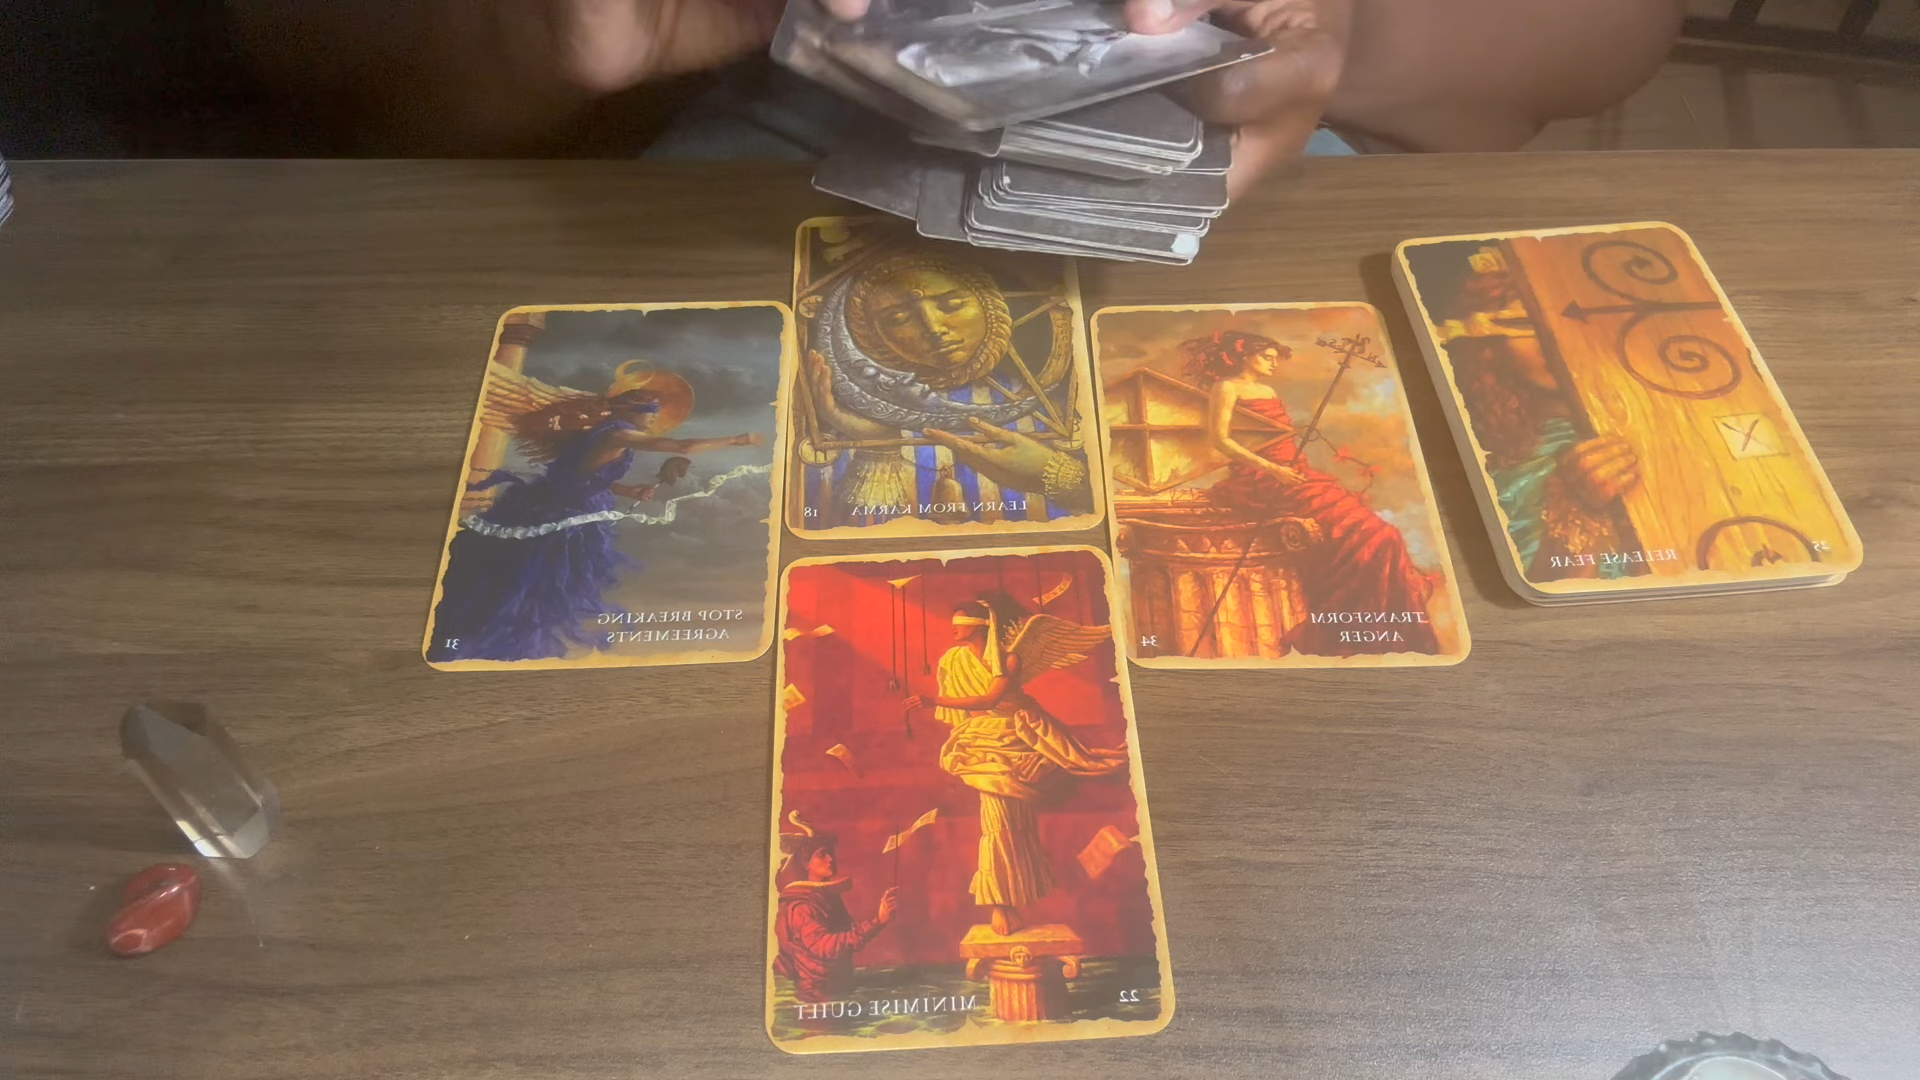 LEARN FROM KARMA 18
STOP BREAKING
AGREEMENTS
31
TRANSFORM
ANGER
34
RELEASE FEAR
35
MINIMISE GUILT
22